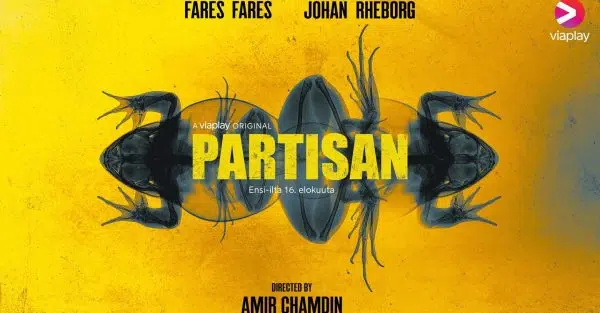 FARES FARES JOHAN RHEBORG
viaplay
A viaplay ORIGINAL
PARTISAN
Ensi-ilta 16. elokuuta
DIRECTED BY
AMIR CHAMDIN